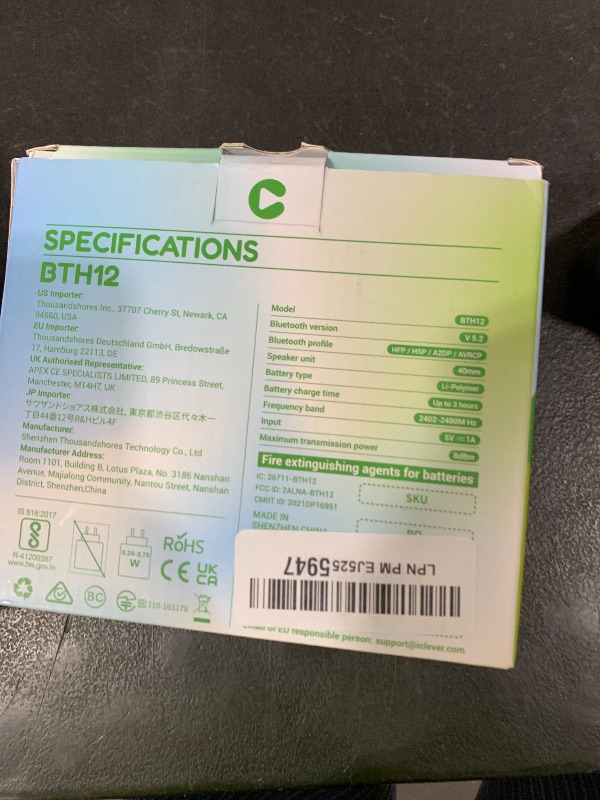 SPECIFICATIONS
BTH12
US Importer:
Thousandshores Inc., 37707 Cherry St, Newark, CA
94560, USA
EU Importer:
Thousandshores Deutschland GmbH, Bredowstraße
17, Hamburg 22113, DE
UK Authorised Representative:
APEX CE SPECIALISTS LIMITED, 89 Princess Street,
Manchester, M14HT, UK
JP Importer:
サウザンドショアス株式会社, 東京都渋谷区代々木一
丁目44番12号R&Hビル4F
Manufacturer:
Shenzhen Thousandshores Technology Co., Ltd
Manufacturer Address:
Room 1101, Building B, Lotus Plaza, No. 3186 Nanshan
Avenue, Majialong Community, Nantou Street, Nanshan
District, Shenzhen,China
IS 616:2017
R-41200387
www.bis.gov.in
0.25-3.75
W
RoHS
CE
UK
CA
BC
210-163178
Model BTH12
Bluetooth version V 5.2
Bluetooth profile HFP / HSP / A2DP / AVRCP
Speaker unit 40mm
Battery type Li-Polymer
Battery charge time Up to 3 hours
Frequency band 2402-2480M Hz
Input 5V⎓1A
Maximum transmission power 8dBm
Fire extinguishing agents for batteries
IC: 26711-BTH12
FCC ID: 2ALNA-BTH12
CMIIT ID: 2021DP16951
SKU
MADE IN
SHENZHEN CHINA
LPN PM EJ5255947
Email of EU responsible person: support@iclever.com